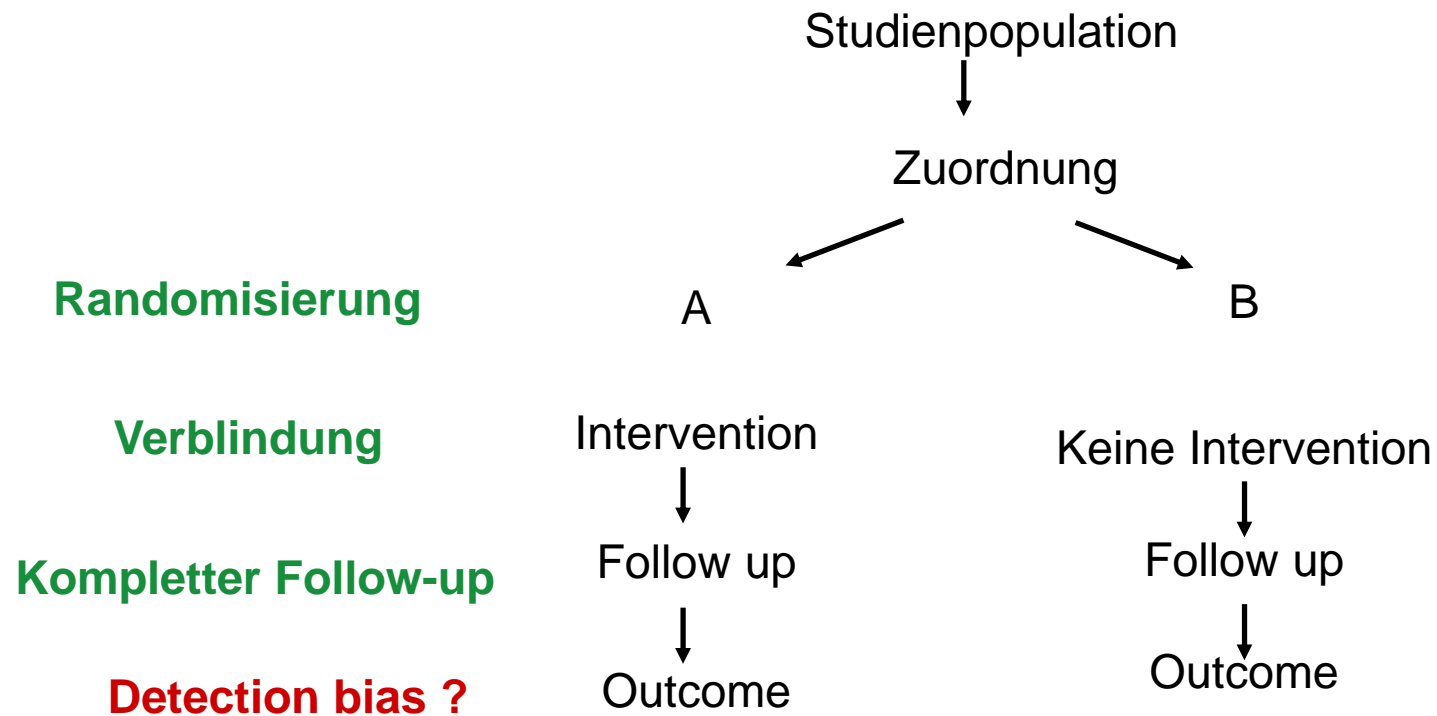 Studienpopulation
Zuordnung
Randomisierung
A
B
Verblindung
Intervention
Keine Intervention
Kompletter Follow-up
Follow up
Follow up
Detection bias ?
Outcome
Outcome